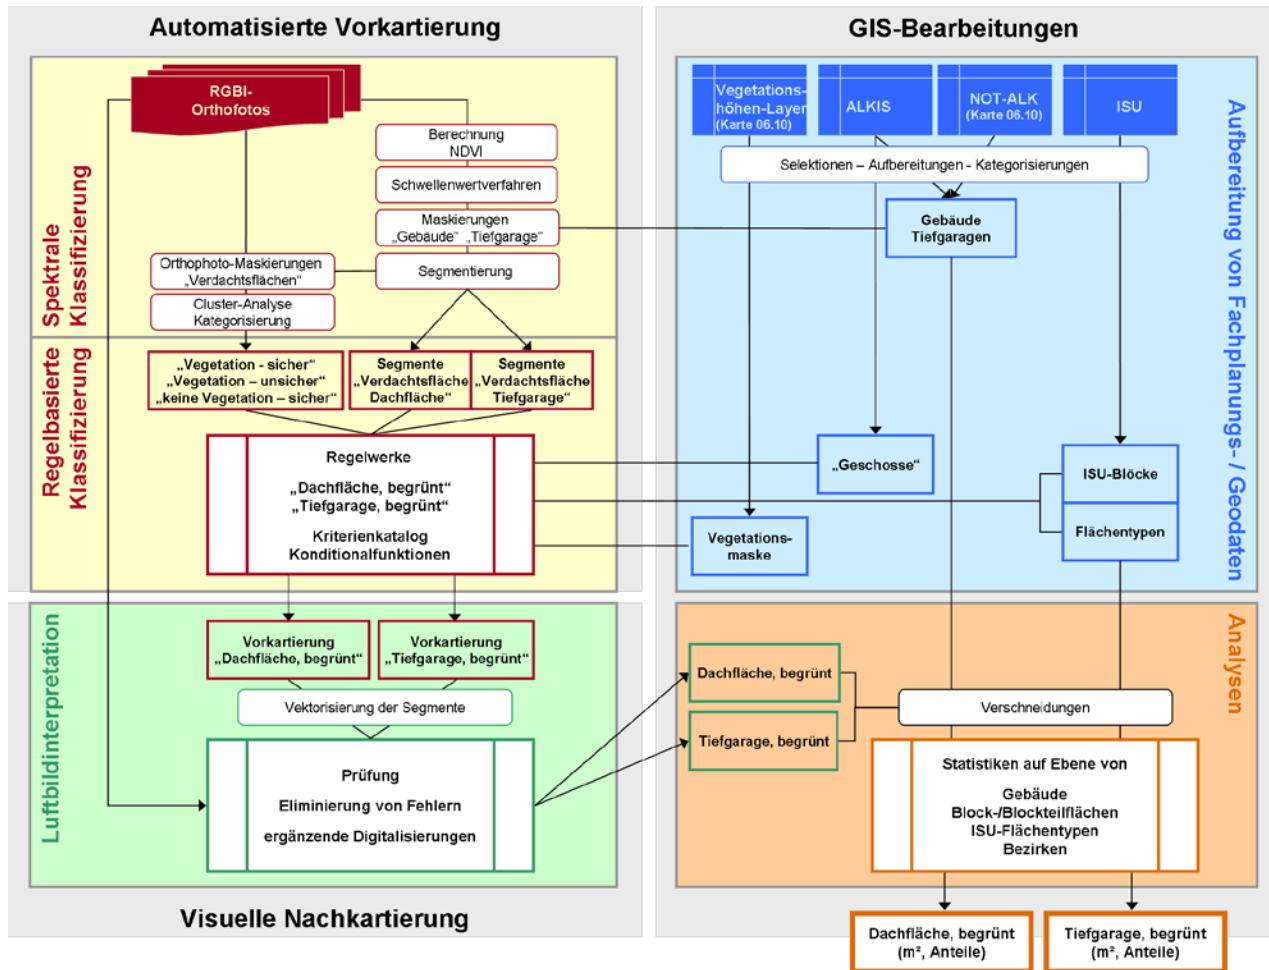 Automatisierte Vorkartierung
Spektrale
Klassifizierung
RGBI-
Orthofotos
Berechnung
NDVI
Schwellenwertverfahren
Maskierungen
„Gebäude“ „Tiefgarage“
Orthophoto-Maskierungen
„Verdachtsflächen“
Segmentierung
Cluster-Analyse
Kategorisierung
Regelbasierte
Klassifizierung
„Vegetation - sicher“
„Vegetation – unsicher“
„keine Vegetation – sicher“
Segmente
„Verdachtsfläche
Dachfläche“
Segmente
„Verdachtsfläche
Tiefgarage“
Regelwerke
„Dachfläche, begrünt“
„Tiefgarage, begrünt“
Kriterienkatalog
Konditionalfunktionen
Luftbildinterpretation
Vorkartierung
„Dachfläche, begrünt“
Vorkartierung
„Tiefgarage, begrünt“
Vektorisierung der Segmente
Prüfung
Eliminierung von Fehlern
ergänzende Digitalisierungen
Visuelle Nachkartierung
GIS-Bearbeitungen
Vegetations-
höhen-Layer
(Karte 06.10)
ALKIS
NOT-ALK
(Karte 06.10)
ISU
Selektionen – Aufbereitungen - Kategorisierungen
Gebäude
Tiefgaragen
„Geschosse“
ISU-Blöcke
Flächentypen
Vegetations-
maske
Aufbereitung von Fachplanungs- / Geodaten
Dachfläche, begrünt
Tiefgarage, begrünt
Verschneidungen
Statistiken auf Ebene von
Gebäude
Block-/Blockteilflächen
ISU-Flächentypen
Bezirken
Analysen
Dachfläche, begrünt
(m², Anteile)
Tiefgarage, begrünt
(m², Anteile)